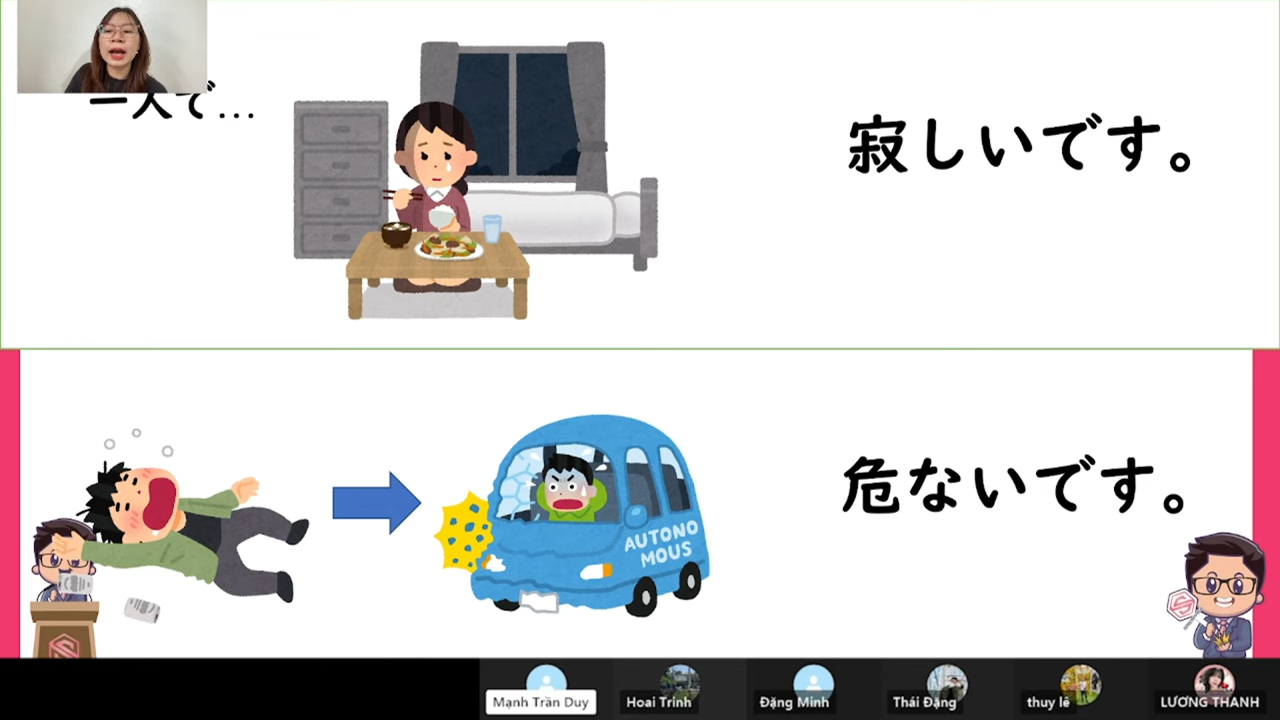 一人で...
寂しいです。
危ないです。
AUTONO
MOUS
Mạnh Trần Duy
Hoai Trinh
Đặng Minh
Thái Đặng
thuy lê
LƯƠNG THANH